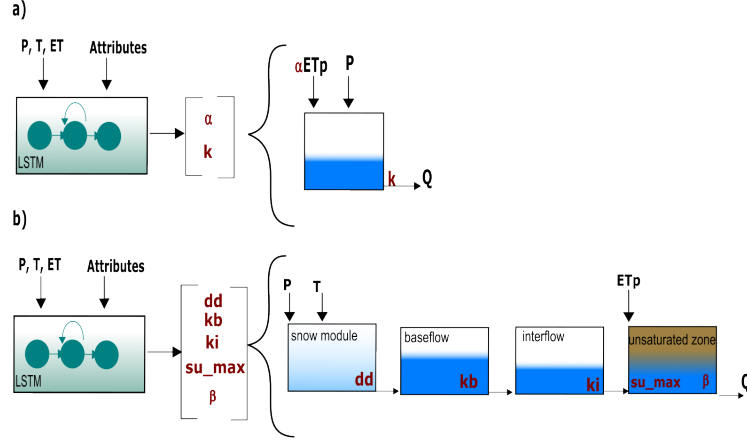 a)
P, T, ET
Attributes
LSTM
α
k
αETp
P
k
Q
b)
P, T, ET
Attributes
LSTM
dd
kb
ki
su_max
β
P
T
snow module
dd
baseflow
kb
interflow
ki
ETp
unsaturated zone
su_max β
Q